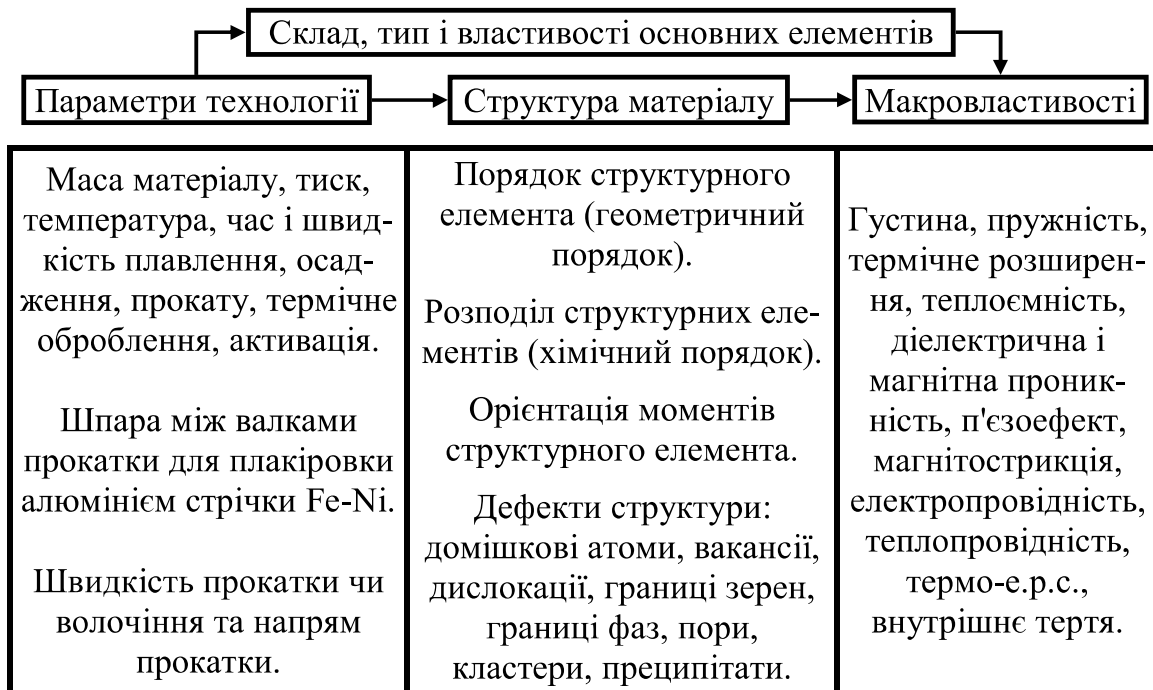 Склад, тип і властивості основних елементів
Параметри технології
Структура матеріалу
Макровластивості
Маса матеріалу, тиск,
температура, час і швид-
кість плавлення, осад-
ження, прокату, термічне
оброблення, активація.
Шпара між валками
прокатки для плакіровки
алюмінієм стрічки Fe-Ni.
Швидкість прокатки чи
волочіння та напрям
прокатки.
Порядок структурного
елемента (геометричний
порядок).
Розподіл структурних еле-
ментів (хімічний порядок).
Орієнтація моментів
структурного елемента.
Дефекти структури:
домішкові атоми, вакансії,
дислокації, границі зерен,
границі фаз, пори,
кластери, преципітати.
Густина, пружність,
термічне розширен-
ня, теплоємність,
діелектрична і
магнітна проник-
ність, п'єзоефект,
магнітострикція,
електропровідність,
теплопровідність,
термо-е.р.с.,
внутрішнє тертя.